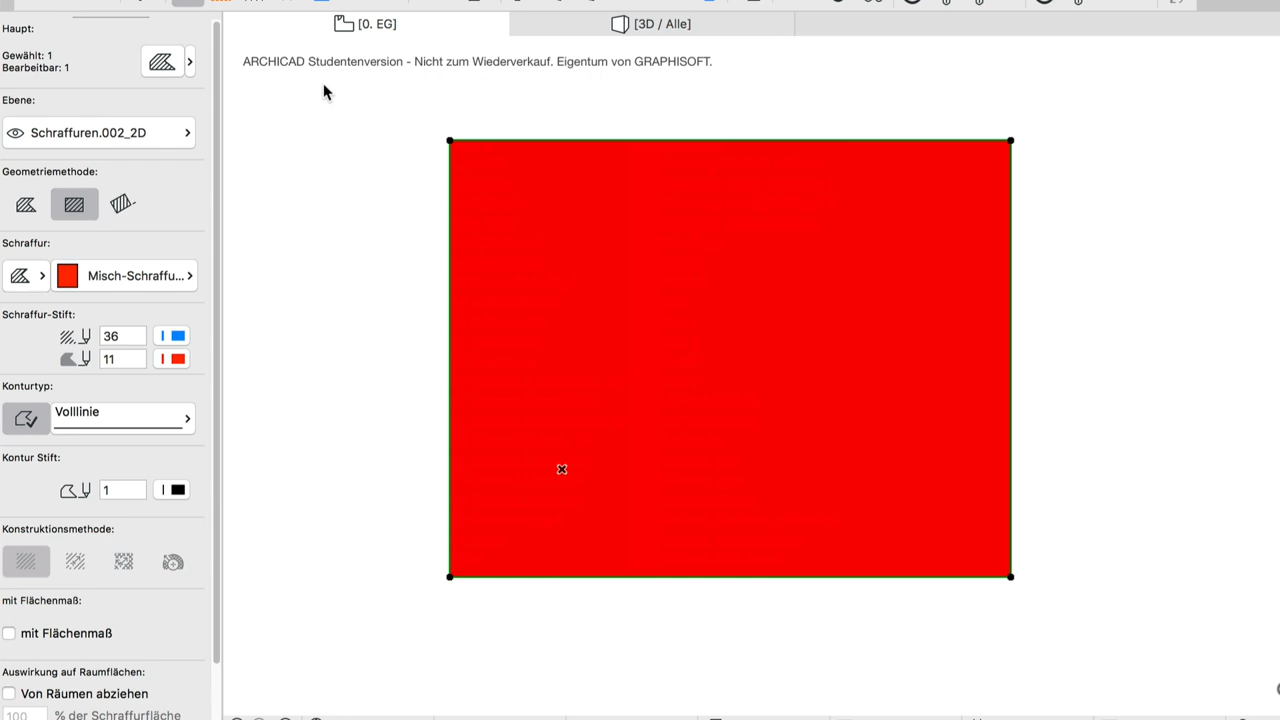 [0. EG]
[3D / Alle]
ARCHICAD Studentenversion - Nicht zum Wiederverkauf. Eigentum von GRAPHISOFT.
Haupt:
Gewählt: 1
Bearbeitbar: 1
Ebene:
Schraffuren.002_2D
Geometriemethode:
Schraffur:
Misch-Schraffu...
Schraffur-Stift:
36
11
Konturtyp:
Volllinie
Kontur Stift:
1
Konstruktionsmethode:
mit Flächenmaß:
mit Flächenmaß
Auswirkung auf Raumflächen:
Von Räumen abziehen
100
% der Schraffurfläche